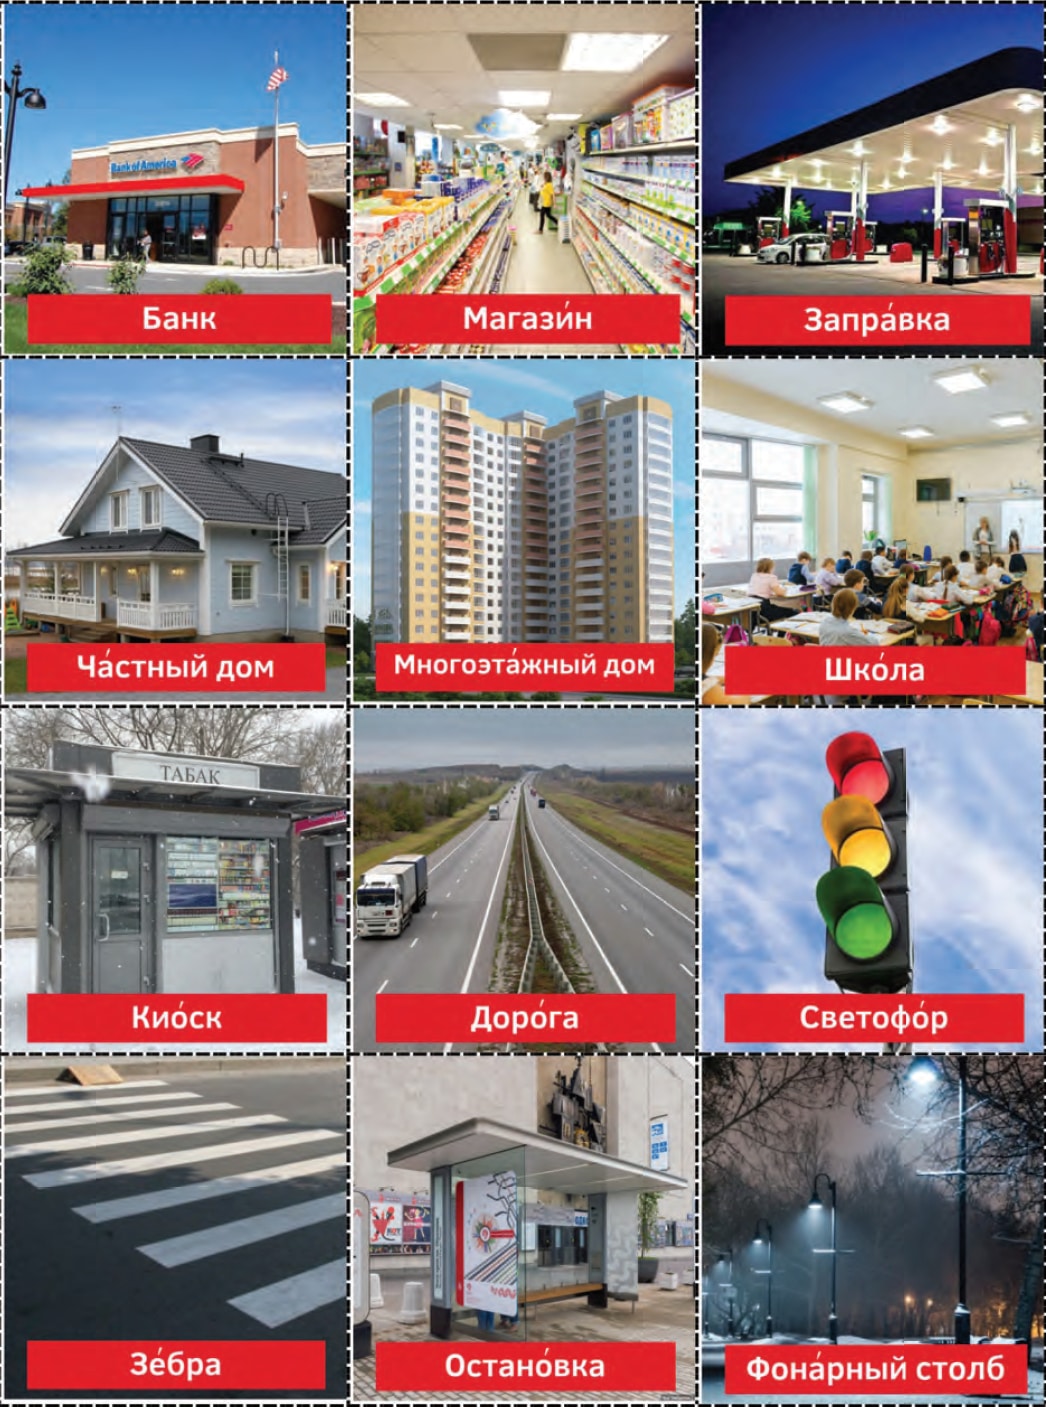 Bank of America
Банк
Магази́н
Запра́вка
Ча́стный дом
Многоэта́жный дом
Шко́ла
ТАБАК
Кио́ск
Доро́га
Светофо́р
Зе́бра
Остано́вка
Фона́рный столб